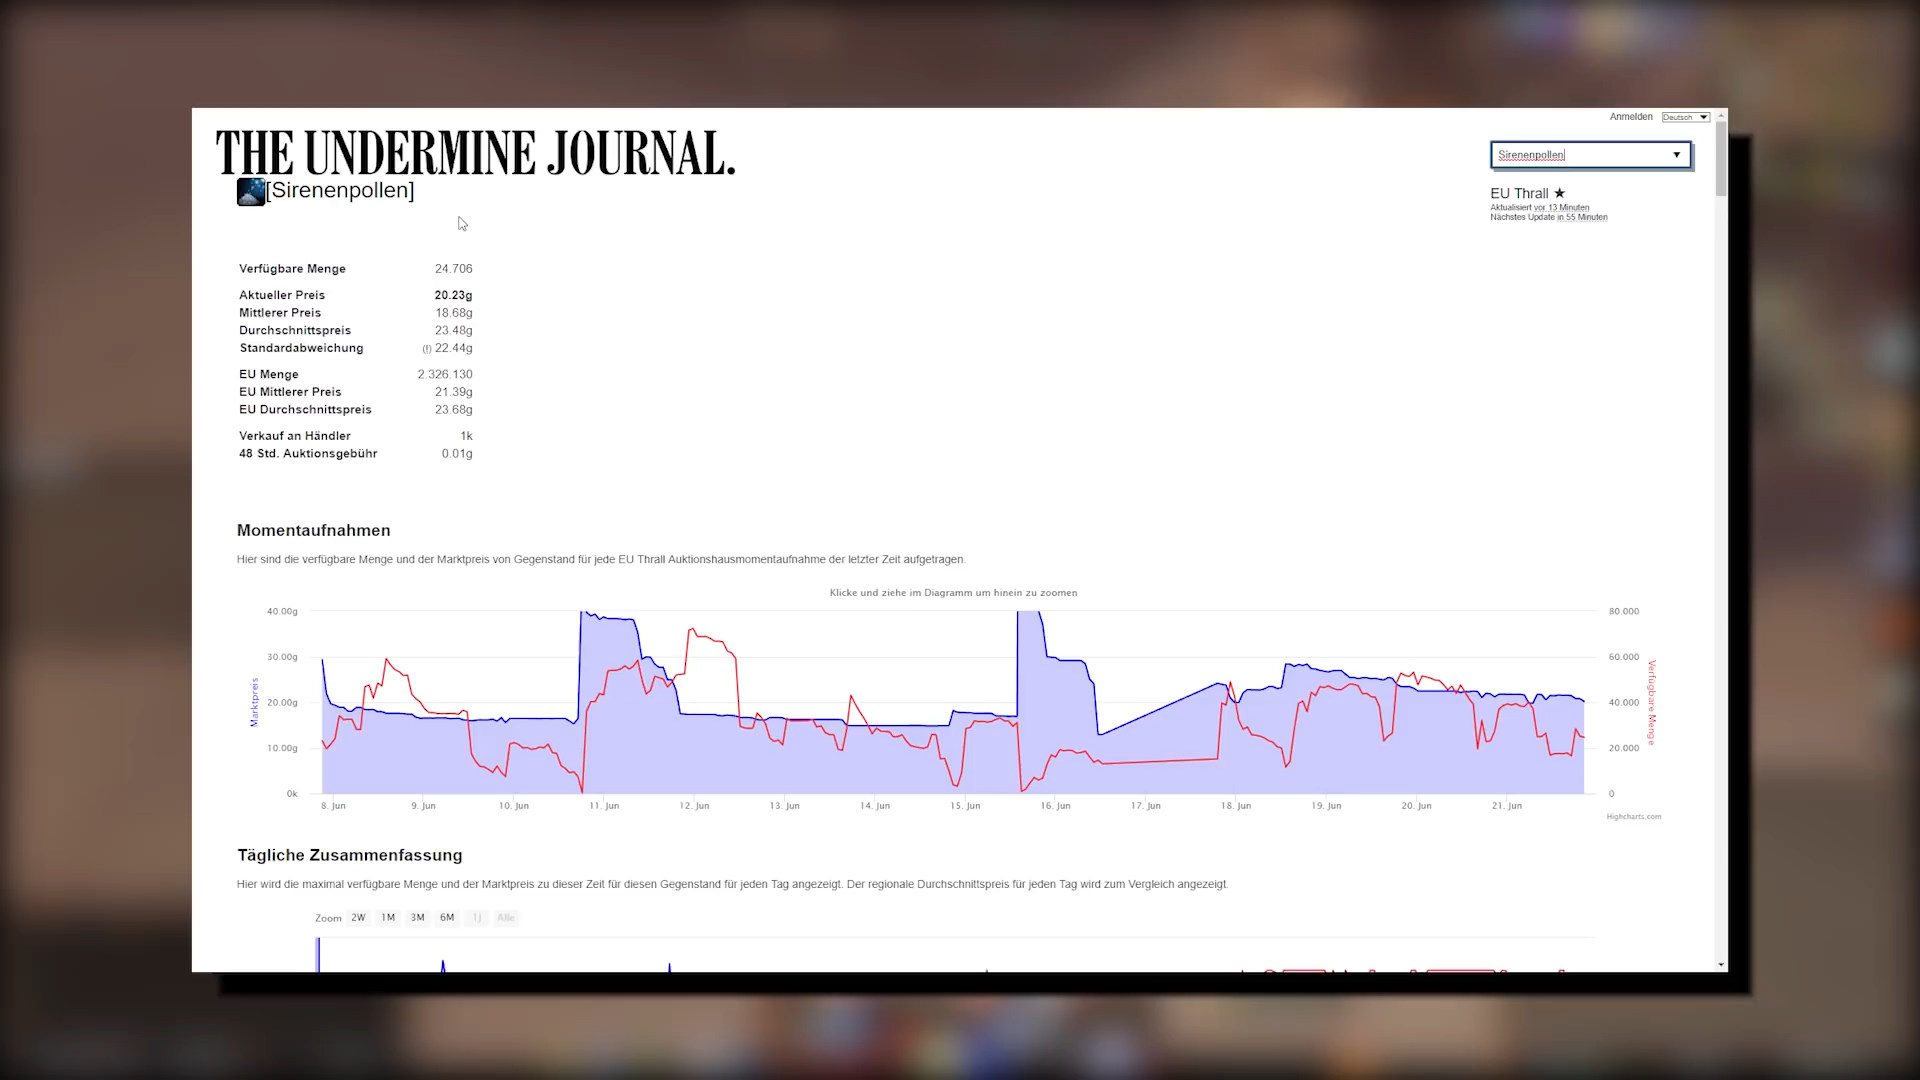 Anmelden Deutsch
THE UNDERMINE JOURNAL.
Sirenenpollen
[Sirenenpollen]
EU Thrall ★
Aktualisiert vor 13 Minuten
Nächstes Update in 55 Minuten
Verfügbare Menge 24.706
Aktueller Preis 20.23g
Mittlerer Preis 18.68g
Durchschnittspreis 23.48g
Standardabweichung (!) 22.44g
EU Menge 2.326.130
EU Mittlerer Preis 21.39g
EU Durchschnittspreis 23.68g
Verkauf an Händler 1k
48 Std. Auktionsgebühr 0.01g
Momentaufnahmen
Hier sind die verfügbare Menge und der Marktpreis von Gegenstand für jede EU Thrall Auktionshausmomentaufnahme der letzter Zeit aufgetragen.
Klicke und ziehe im Diagramm um hinein zu zoomen
40.00g 80.000
30.00g 60.000
20.00g 40.000
10.00g 20.000
0k 0
Marktpreis
Verfügbare Menge
8. Jun 9. Jun 10. Jun 11. Jun 12. Jun 13. Jun 14. Jun 15. Jun 16. Jun 17. Jun 18. Jun 19. Jun 20. Jun 21. Jun
Highcharts.com
Tägliche Zusammenfassung
Hier wird die maximal verfügbare Menge und der Marktpreis zu dieser Zeit für diesen Gegenstand für jeden Tag angezeigt. Der regionale Durchschnittspreis für jeden Tag wird zum Vergleich angezeigt.
Zoom 2W 1M 3M 6M 1J Alle